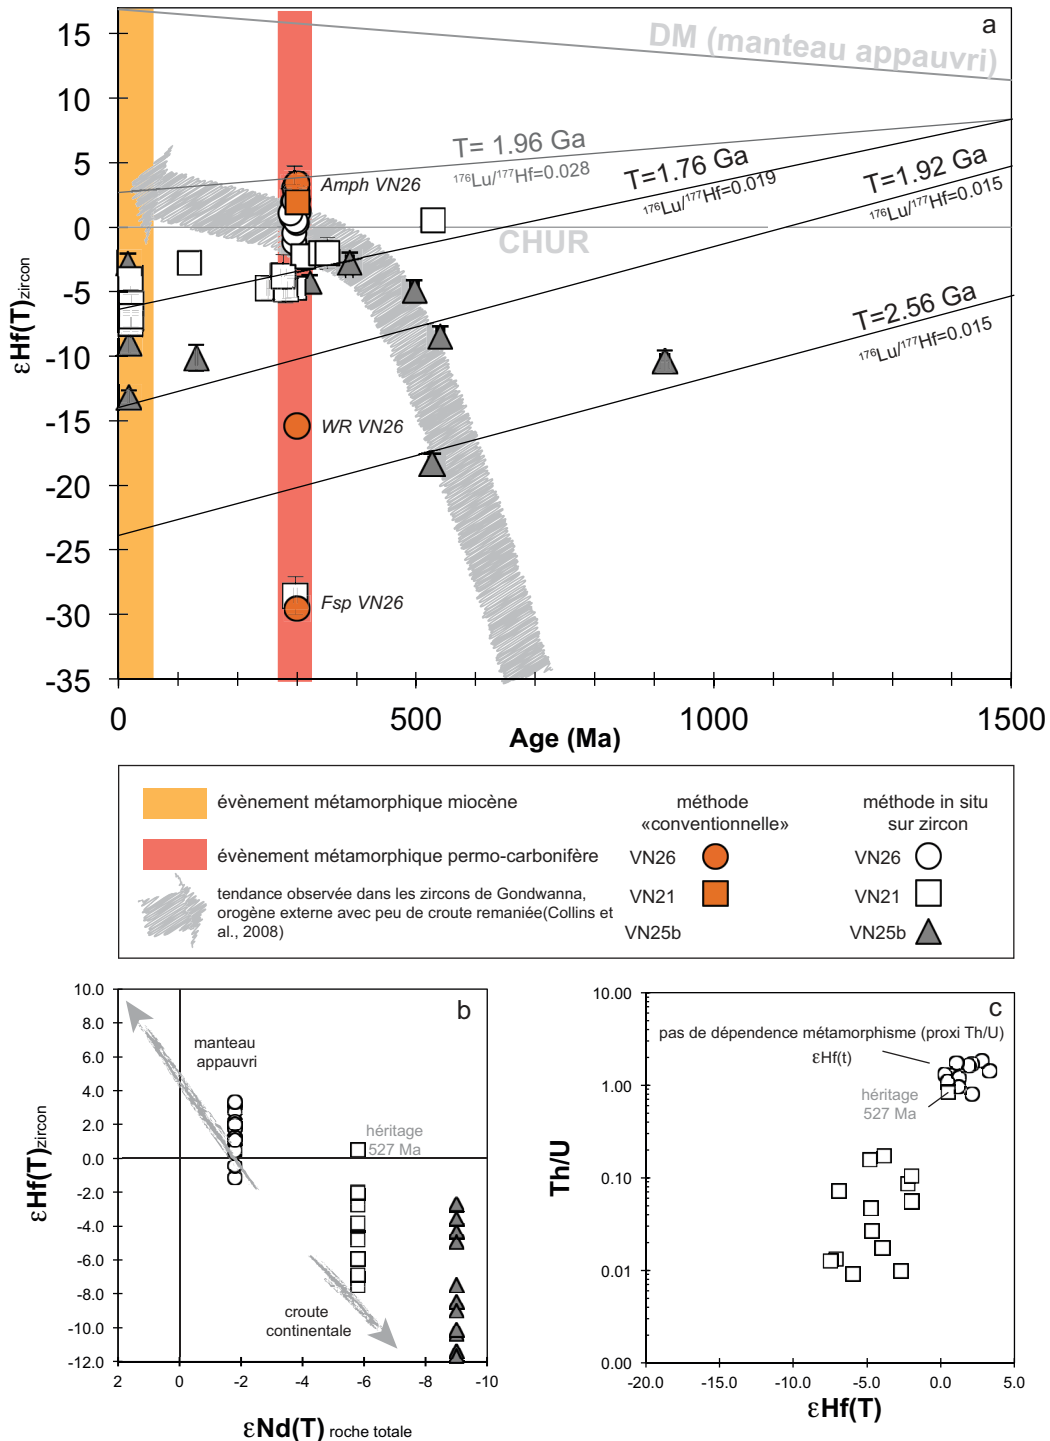 a
15
10
5
0
-5
-10
-15
-20
-25
-30
-35
εHf(T)zircon
DM (manteau appauvri)
T= 1.96 Ga
176Lu/177Hf=0.028
T=1.76 Ga
176Lu/177Hf=0.019
T=1.92 Ga
176Lu/177Hf=0.015
CHUR
T=2.56 Ga
176Lu/177Hf=0.015
Amph VN26
WR VN26
Fsp VN26
0
500
1000
1500
Age (Ma)
évènement métamorphique miocène
évènement métamorphique permo-carbonifère
tendance observée dans les zircons de Gondwanna,
orogène externe avec peu de croute remaniée(Collins et
al., 2008)
méthode
«conventionnelle»
VN26
VN21
VN25b
méthode in situ
sur zircon
VN26
VN21
VN25b
b
10.0
8.0
6.0
4.0
2.0
0.0
-2.0
-4.0
-6.0
-8.0
-10.0
-12.0
εHf(T)zircon
manteau
appauvri
héritage
527 Ma
croute
continentale
2
0
-2
-4
-6
-8
-10
εNd(T) roche totale
c
10.00
1.00
0.10
0.01
0.00
Th/U
pas de dépendence métamorphisme (proxi Th/U)
εHf(t)
héritage
527 Ma
-20.0
-15.0
-10.0
-5.0
0.0
5.0
εHf(T)